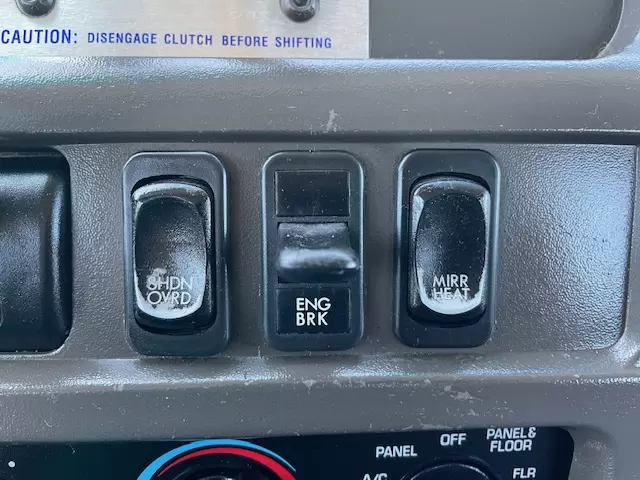 CAUTION: DISENGAGE CLUTCH BEFORE SHIFTING
SHDN
OVRD
ENG
BRK
MIRR
HEAT
OFF
PANEL
PANEL &
FLOOR
A/C
FLR